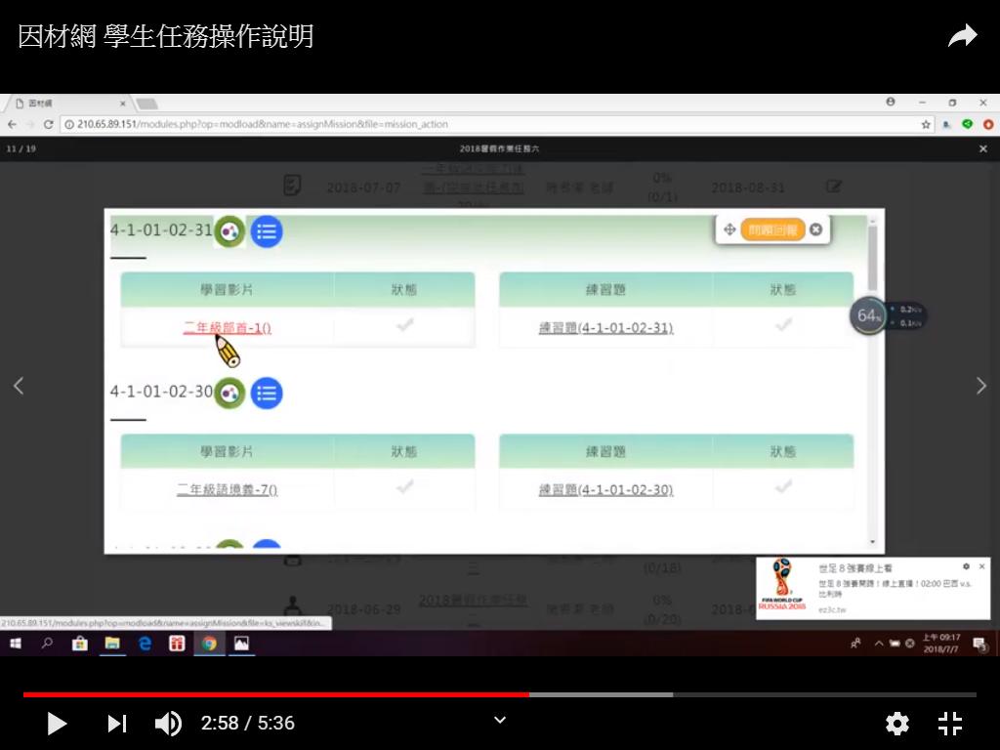 因材網 學生任務操作說明
因材網
210.65.89.151/modules.php?op=modload&name=assignMission&file=mission_action
11 / 19
2018暑假作業任務六
2018-07-07
0%
(0/1)
2018-08-31
4-1-01-02-31
問題回報
學習影片 狀態 練習題 狀態
二年級部首-1() 練習題(4-1-01-02-31)
64%
0.2K/s
0.1K/s
4-1-01-02-30
學習影片 狀態 練習題 狀態
二年級語境義-7() 練習題(4-1-01-02-30)
三
(0/18)
2018-06-29
2018暑假作業任務
0%
(0/20)
世足 8 強賽線上看
世足 8 強賽開踢！線上直播！02:00 巴西 v.s.
比利時
ez3c.tw
FIFA WORLD CUP
RUSSIA 2018
210.65.89.151/modules.php?op=modload&name=assignMission&file=ks_viewskill&in...
上午 09:17
2018/7/7
3
2:58 / 5:36